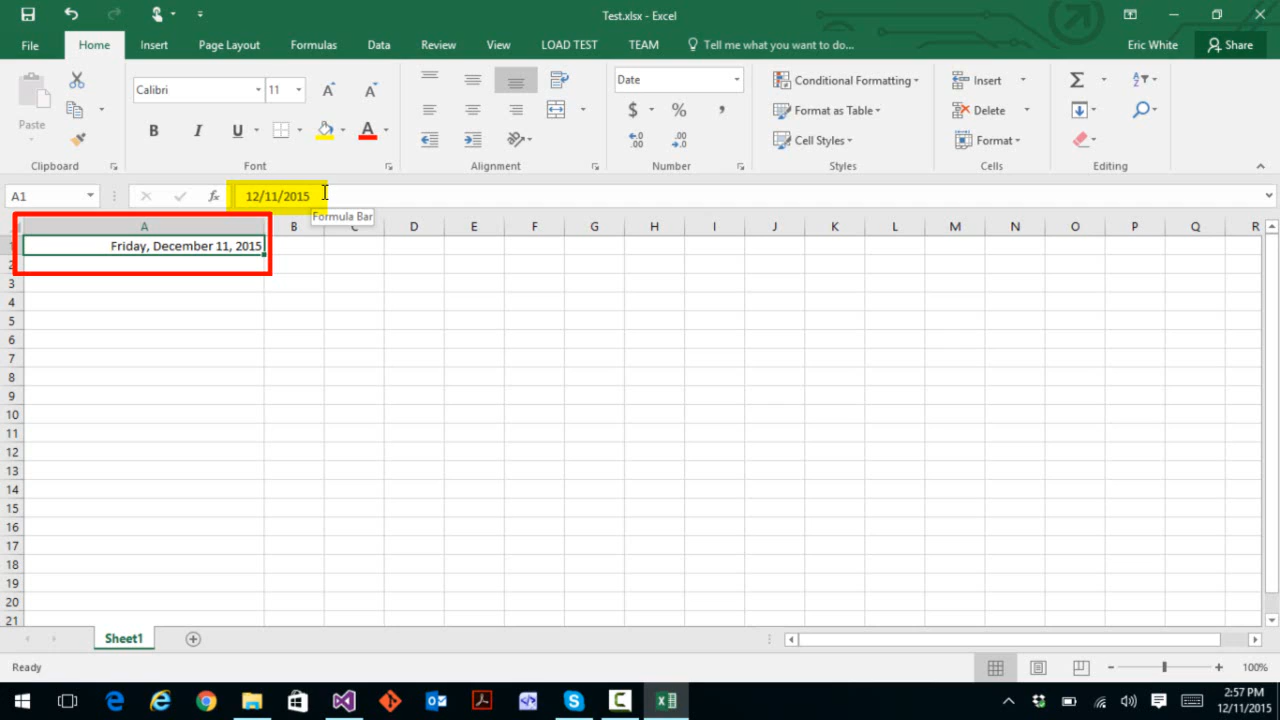 Test.xlsx - Excel
File Home Insert Page Layout Formulas Data Review View LOAD TEST TEAM Tell me what you want to do... Eric White Share
Paste
Clipboard
Calibri 11
B I U A
Font
Alignment
Date
$ % ,
Number
Conditional Formatting
Format as Table
Cell Styles
Styles
Insert
Delete
Format
Cells
Editing
A1 fx 12/11/2015
Formula Bar
A B C D E F G H I J K L M N O P Q R
1 Friday, December 11, 2015
2
3
4
5
6
7
8
9
10
11
12
13
14
15
16
17
18
19
20
21
Sheet1
Ready 100%
2:57 PM
12/11/2015